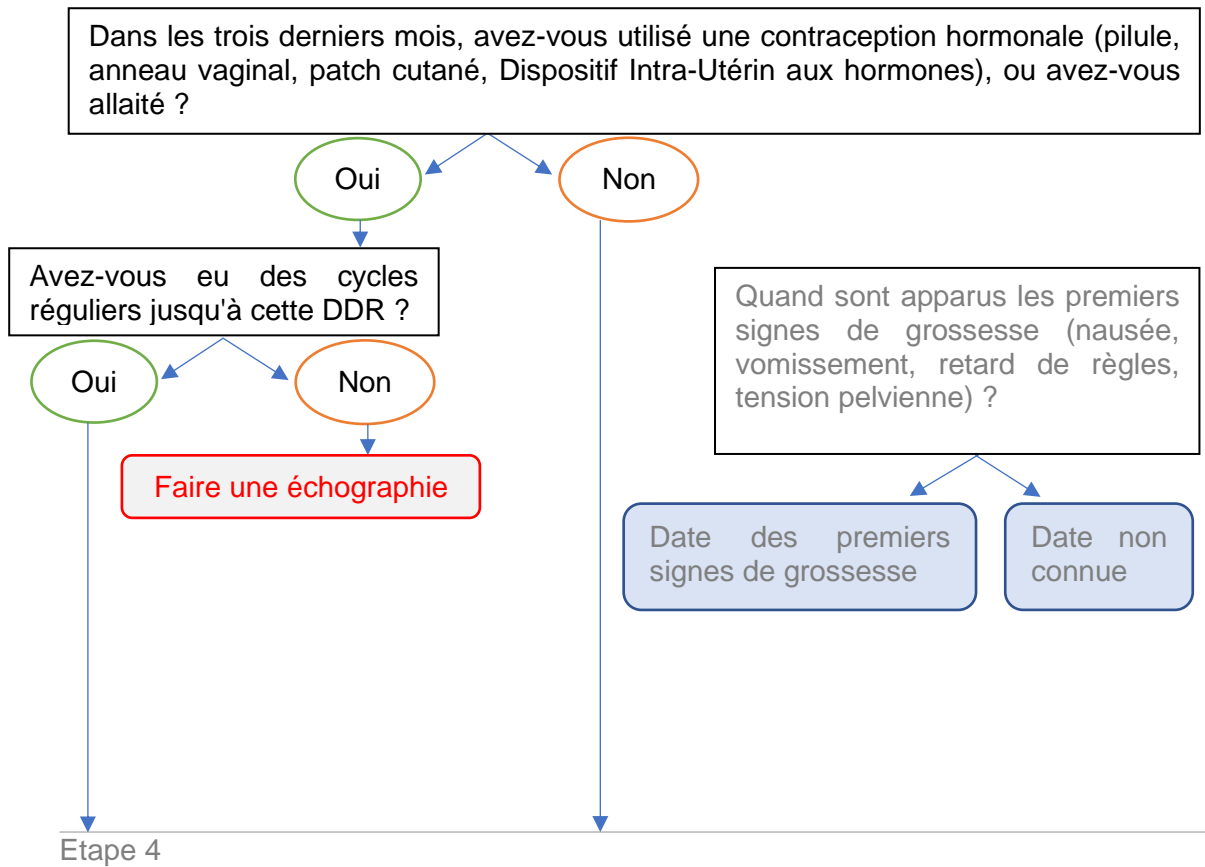 Dans les trois derniers mois, avez-vous utilisé une contraception hormonale (pilule,
anneau vaginal, patch cutané, Dispositif Intra-Utérin aux hormones), ou avez-vous
allaité ?
Oui
Non
Avez-vous eu des cycles
réguliers jusqu'à cette DDR ?
Oui
Non
Faire une échographie
Quand sont apparus les premiers
signes de grossesse (nausée,
vomissement, retard de règles,
tension pelvienne) ?
Date des premiers
signes de grossesse
Date non
connue
Etape 4